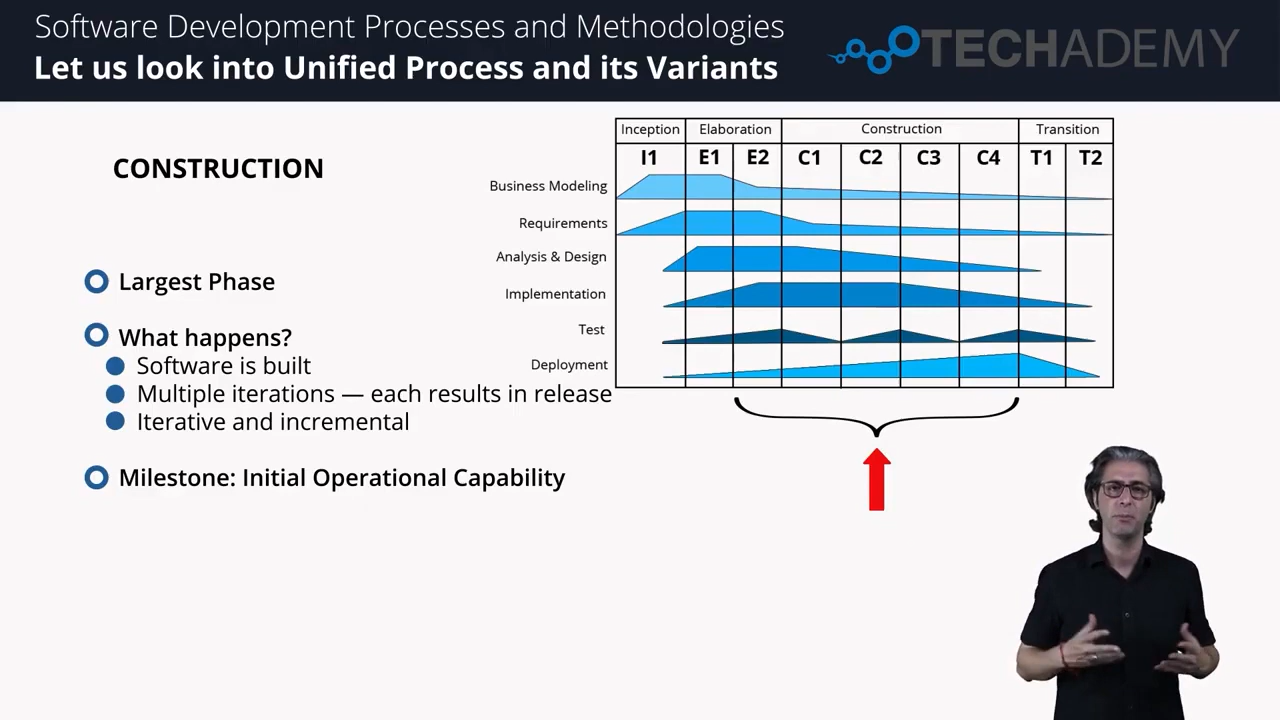 Software Development Processes and Methodologies
Let us look into Unified Process and its Variants
TECHADEMY
CONSTRUCTION
Largest Phase
What happens?
Software is built
Multiple iterations — each results in release
Iterative and incremental
Milestone: Initial Operational Capability
Inception Elaboration Construction Transition
I1 E1 E2 C1 C2 C3 C4 T1 T2
Business Modeling
Requirements
Analysis & Design
Implementation
Test
Deployment